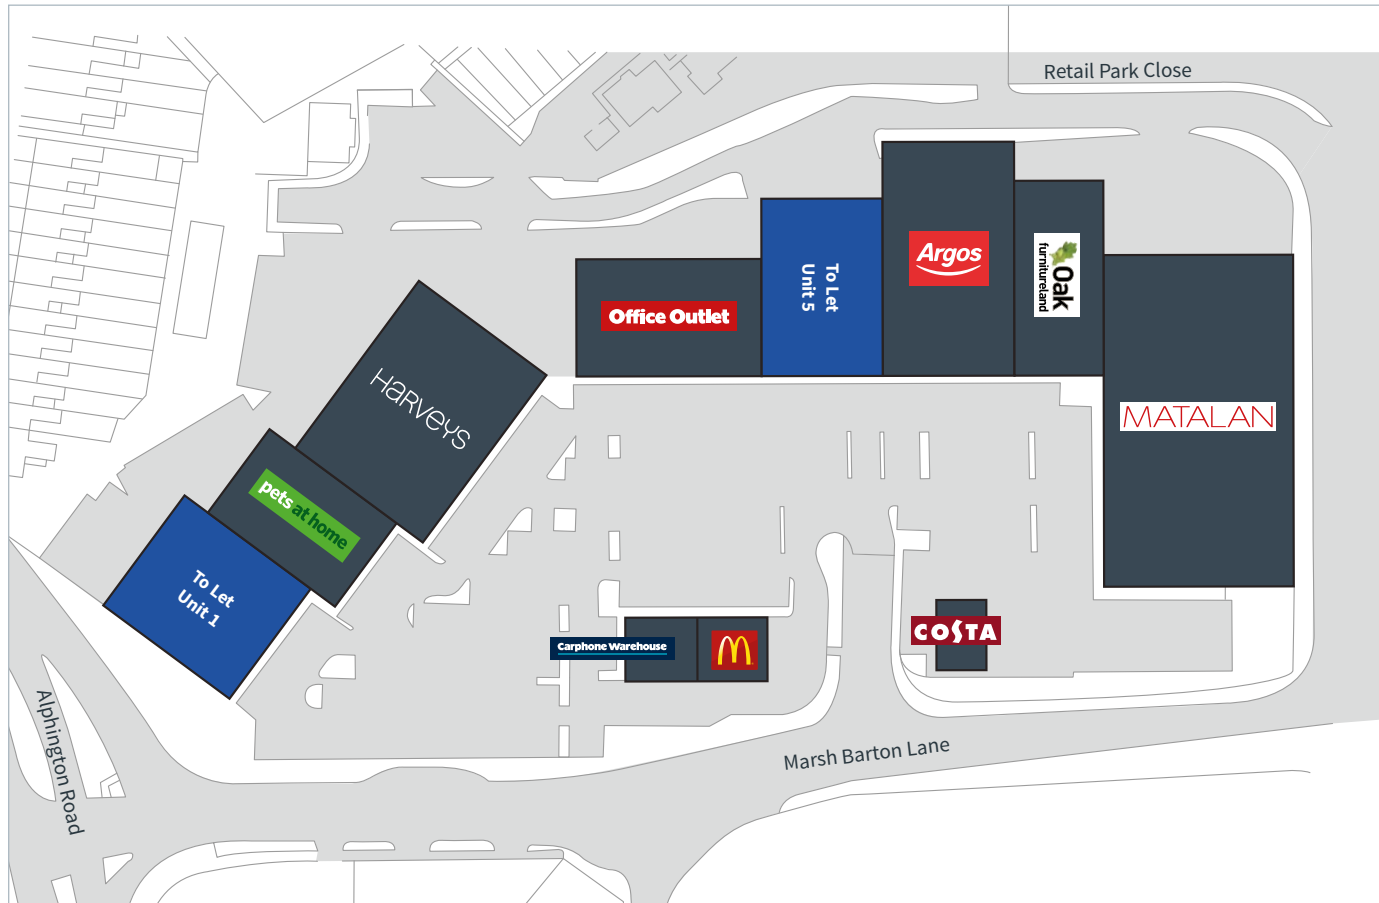 Retail Park Close
Argos
Oak
furnitureland
To Let
Unit 5
Office Outlet
HARVEYS
MATALAN
pets at home
To Let
Unit 1
Carphone Warehouse
M
COSTA
Alphington Road
Marsh Barton Lane